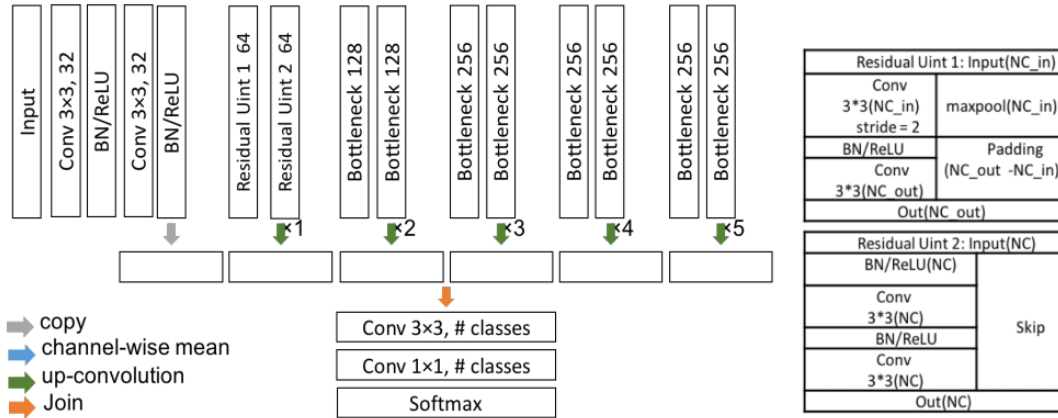 Input
Conv 3×3, 32
BN/ReLU
Conv 3×3, 32
BN/ReLU
Residual Uint 1 64
Residual Uint 2 64
Bottleneck 128
Bottleneck 128
Bottleneck 256
Bottleneck 256
Bottleneck 256
Bottleneck 256
Bottleneck 256
Bottleneck 256
×1
×2
×3
×4
×5
copy
channel-wise mean
up-convolution
Join
Conv 3×3, # classes
Conv 1×1, # classes
Softmax
Residual Uint 1: Input(NC_in)
Conv
3*3(NC_in)
stride = 2
maxpool(NC_in)
BN/ReLU
Conv
3*3(NC_out)
Padding
(NC_out -NC_in)
Out(NC_out)
Residual Uint 2: Input(NC)
BN/ReLU(NC)
Conv
3*3(NC)
BN/ReLU
Conv
3*3(NC)
Skip
Out(NC)